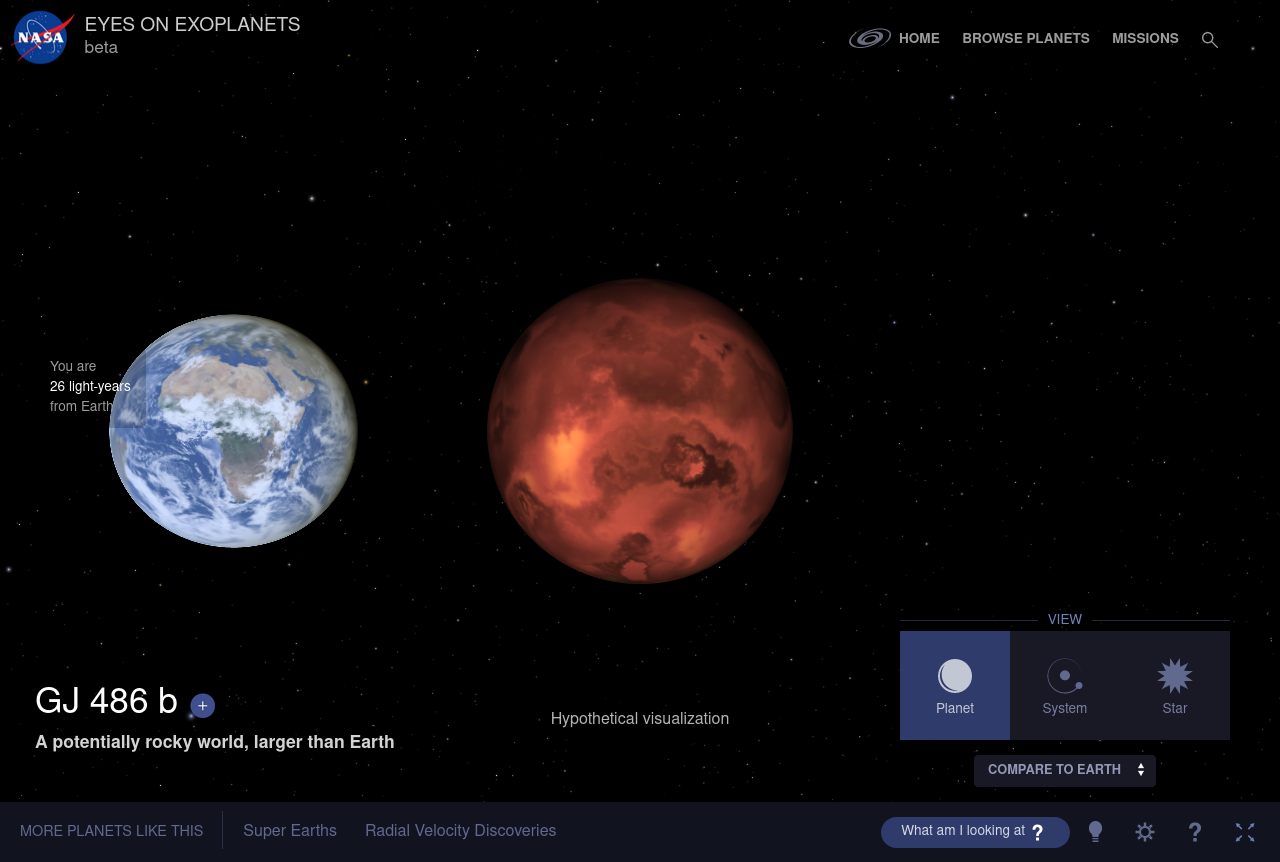 NASA
EYES ON EXOPLANETS
beta
HOME
BROWSE PLANETS
MISSIONS
You are
26 light-years
from Earth
GJ 486 b +
A potentially rocky world, larger than Earth
Hypothetical visualization
VIEW
Planet
System
Star
COMPARE TO EARTH
MORE PLANETS LIKE THIS
Super Earths
Radial Velocity Discoveries
What am I looking at ?
?